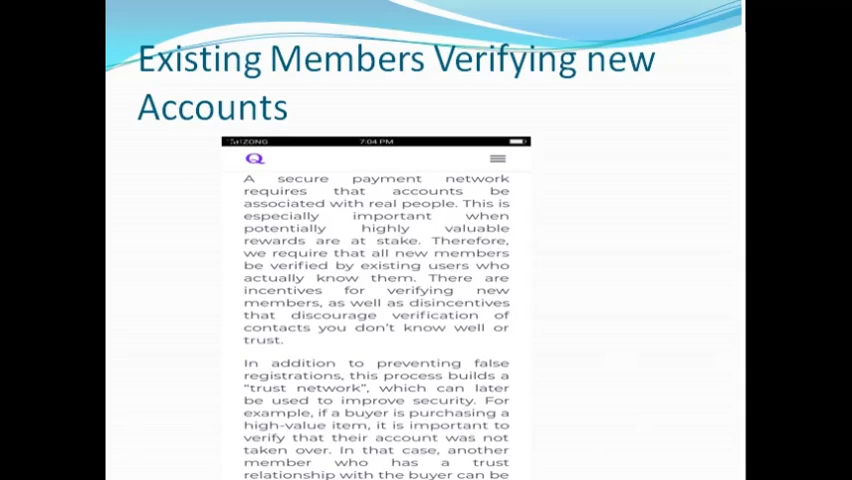 Existing Members Verifying new
Accounts
ZONG 7:04 PM
Q
A secure payment network
requires that accounts be
associated with real people. This is
especially important when
potentially highly valuable
rewards are at stake. Therefore,
we require that all new members
be verified by existing users who
actually know them. There are
incentives for verifying new
members, as well as disincentives
that discourage verification of
contacts you don't know well or
trust.
In addition to preventing false
registrations, this process builds a
"trust network", which can later
be used to improve security. For
example, if a buyer is purchasing a
high-value item, it is important to
verify that their account was not
taken over. In that case, another
member who has a trust
relationship with the buyer can be